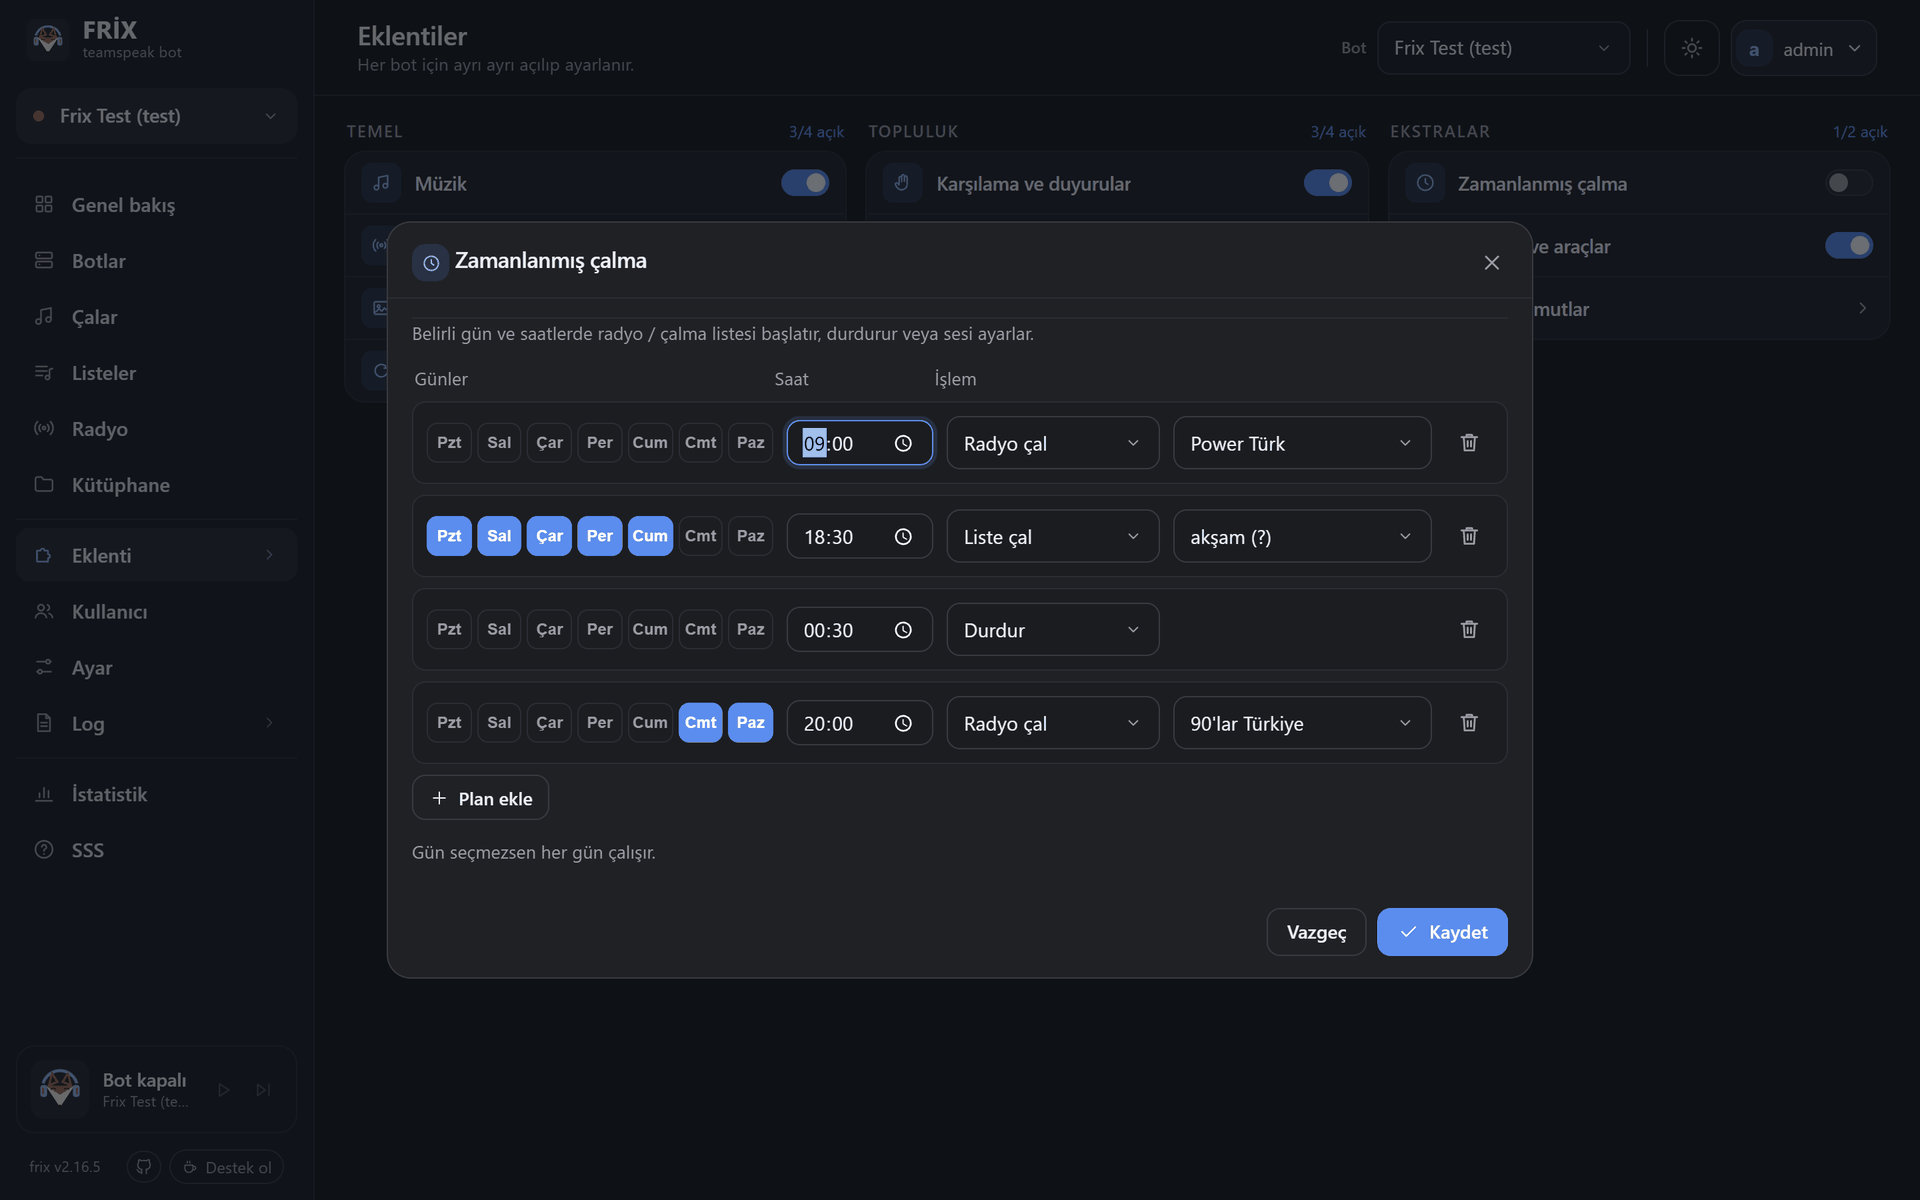 FRİX
teamspeak bot
Frix Test (test)
Genel bakış
Botlar
Çalar
Listeler
Radyo
Kütüphane
Eklenti
Kullanıcı
Ayar
Log
İstatistik
SSS
Bot kapalı
Frix Test (te...
frix v2.16.5
Destek ol
Eklentiler
Her bot için ayrı ayrı açılıp ayarlanır.
Bot
Frix Test (test)
a
admin
TEMEL
3/4 açık
TOPLULUK
3/4 açık
EKSTRALAR
1/2 açık
Müzik
Karşılama ve duyurular
Zamanlanmış çalma
ve araçlar
mutlar
Zamanlanmış çalma
Belirli gün ve saatlerde radyo / çalma listesi başlatır, durdurur veya sesi ayarlar.
Günler Saat İşlem
Pzt Sal Çar Per Cum Cmt Paz 09:00 Radyo çal Power Türk
Pzt Sal Çar Per Cum Cmt Paz 18:30 Liste çal akşam (?)
Pzt Sal Çar Per Cum Cmt Paz 00:30 Durdur
Pzt Sal Çar Per Cum Cmt Paz 20:00 Radyo çal 90'lar Türkiye
Plan ekle
Gün seçmezsen her gün çalışır.
Vazgeç
Kaydet